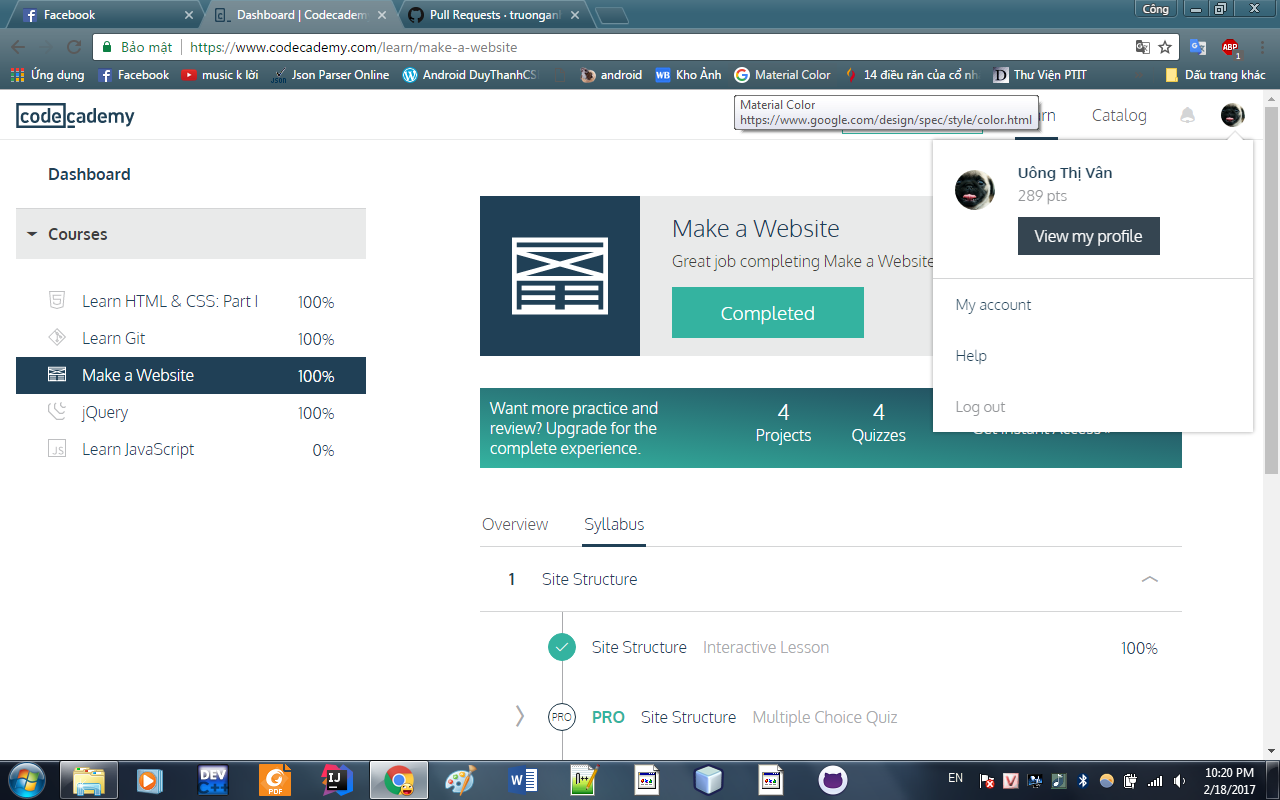 Facebook
Dashboard | Codecadem
Pull Requests · truongan
Công
Bảo mật
https://www.codecademy.com/learn/make-a-website
Ứng dụng
Facebook
music k lời
Json Parser Online
Android DuyThanhCS
android
Kho Ảnh
Material Color
14 điều răn của cổ nh
Thư Viện PTIT
Dấu trang khác
Material Color
https://www.google.com/design/spec/style/color.html
codecademy
Catalog
Dashboard
Courses
Learn HTML & CSS: Part I 100%
Learn Git 100%
Make a Website 100%
jQuery 100%
Learn JavaScript 0%
Make a Website
Great job completing Make a Website
Completed
Want more practice and
review? Upgrade for the
complete experience.
4
Projects
4
Quizzes
Uông Thị Vân
289 pts
View my profile
My account
Help
Log out
Overview
Syllabus
1 Site Structure
Site Structure Interactive Lesson 100%
PRO PRO Site Structure Multiple Choice Quiz
EN
10:20 PM
2/18/2017